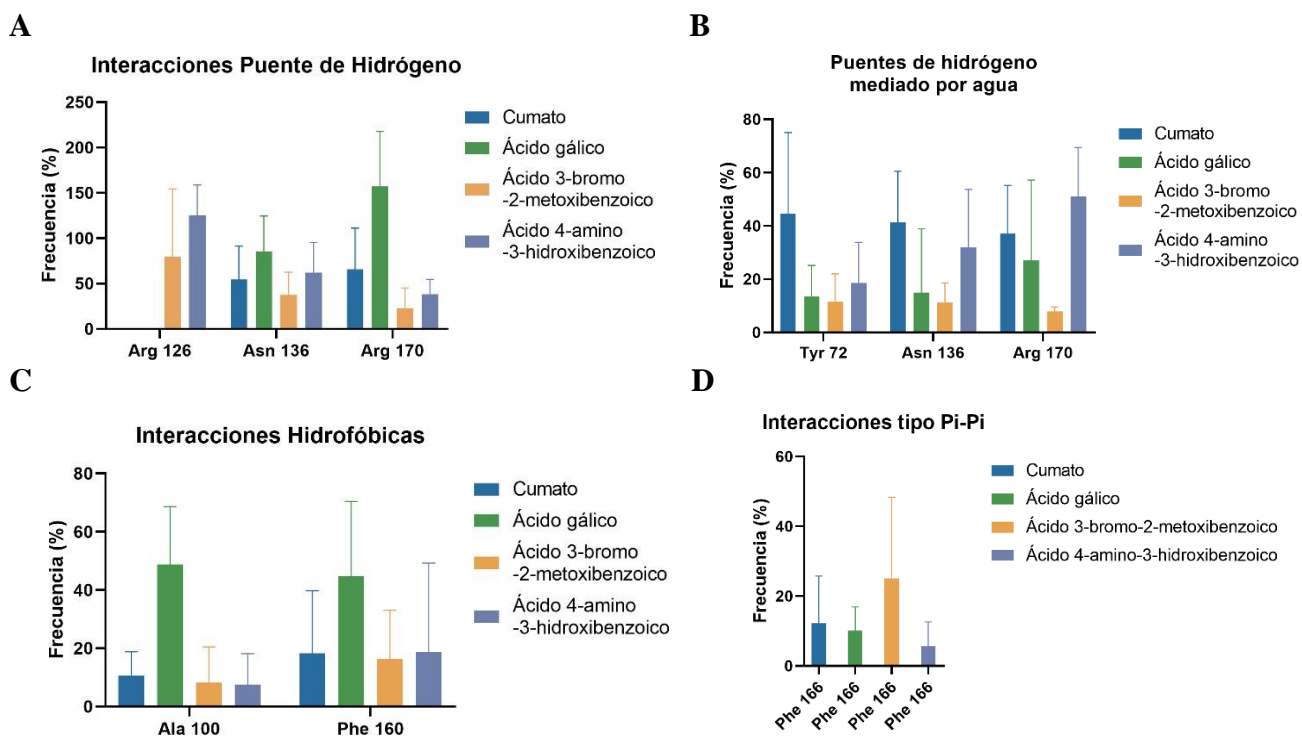 A
Interacciones Puente de Hidrógeno
Frecuencia (%)
250
200
150
100
50
0
Arg 126
Asn 136
Arg 170
Cumato
Ácido gálico
Ácido 3-bromo
-2-metoxibenzoico
Ácido 4-amino
-3-hidroxibenzoico
B
Puentes de hidrógeno
mediado por agua
Frecuencia (%)
80
60
40
20
0
Tyr 72
Asn 136
Arg 170
Cumato
Ácido gálico
Ácido 3-bromo
-2-metoxibenzoico
Ácido 4-amino
-3-hidroxibenzoico
C
Interacciones Hidrofóbicas
Frecuencia (%)
80
60
40
20
0
Ala 100
Phe 160
Cumato
Ácido gálico
Ácido 3-bromo
-2-metoxibenzoico
Ácido 4-amino
-3-hidroxibenzoico
D
Interacciones tipo Pi-Pi
Frecuencia (%)
60
40
20
0
Phe 166
Phe 166
Phe 166
Phe 166
Cumato
Ácido gálico
Ácido 3-bromo-2-metoxibenzoico
Ácido 4-amino-3-hidroxibenzoico